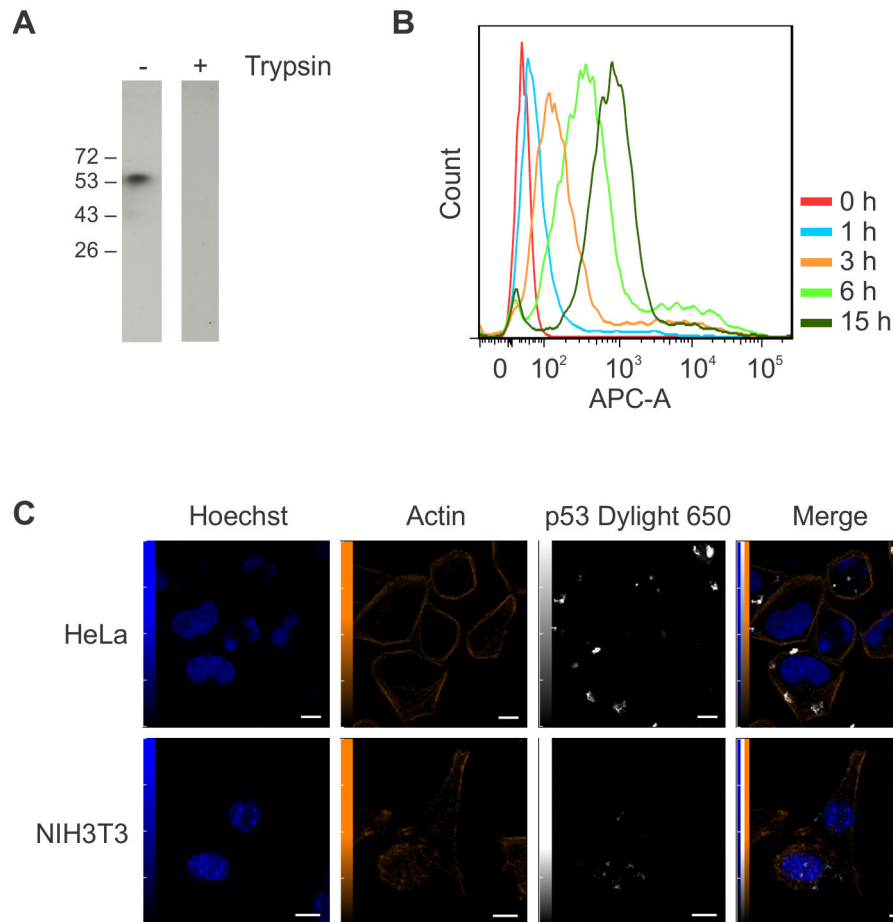 A
- + Trypsin
72 –
53 –
43 –
26 –
B
Count
0 10² 10³ 10⁴ 10⁵
APC-A
0 h
1 h
3 h
6 h
15 h
C
Hoechst Actin p53 Dylight 650 Merge
HeLa
NIH3T3